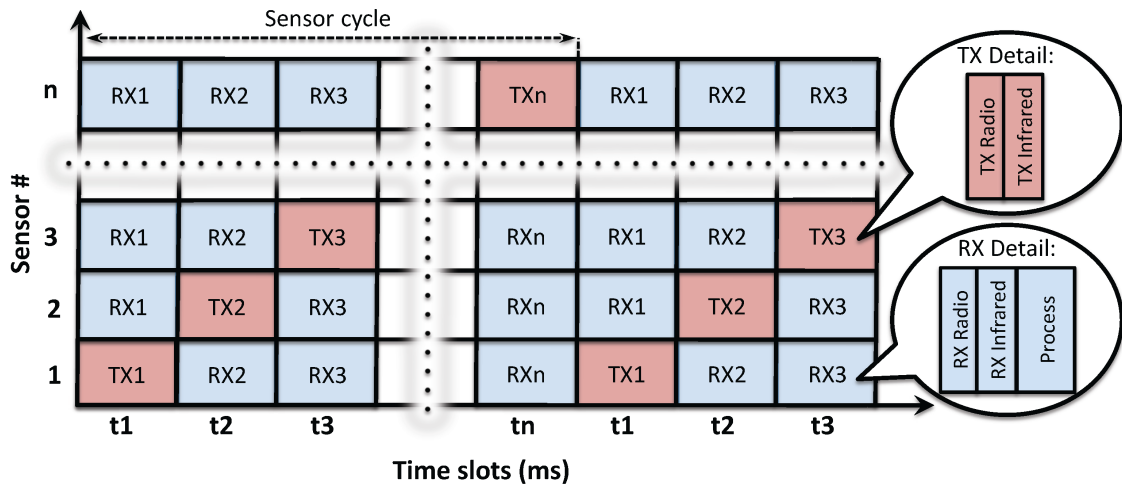 Sensor cycle
n RX1 RX2 RX3 TXn RX1 RX2 RX3
3 RX1 RX2 TX3 RXn RX1 RX2 TX3
2 RX1 TX2 RX3 RXn RX1 TX2 RX3
1 TX1 RX2 RX3 RXn TX1 RX2 RX3
t1 t2 t3 tn t1 t2 t3
Time slots (ms)
Sensor #
TX Detail:
TX Radio
TX Infrared
RX Detail:
RX Radio
RX Infrared
Process